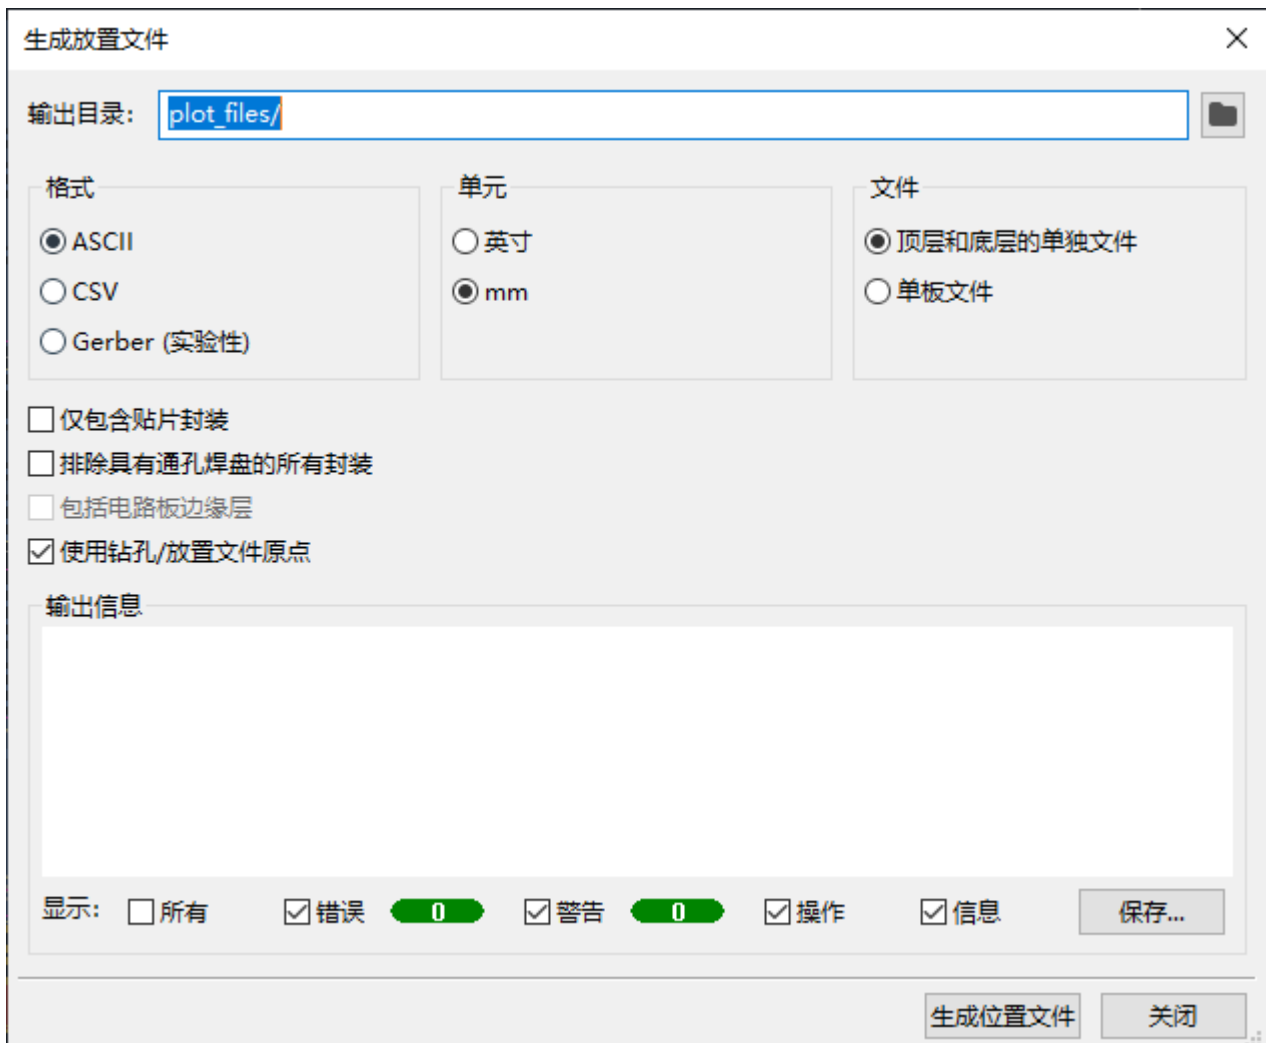 生成放置文件
输出目录: plot_files/
格式 单元 文件
ASCII 英寸 顶层和底层的单独文件
CSV mm 单板文件
Gerber (实验性)
仅包含贴片封装
排除具有通孔焊盘的所有封装
包括电路板边缘层
使用钻孔/放置文件原点
输出信息
显示: 所有 错误 0 警告 0 操作 信息 保存...
生成位置文件 关闭